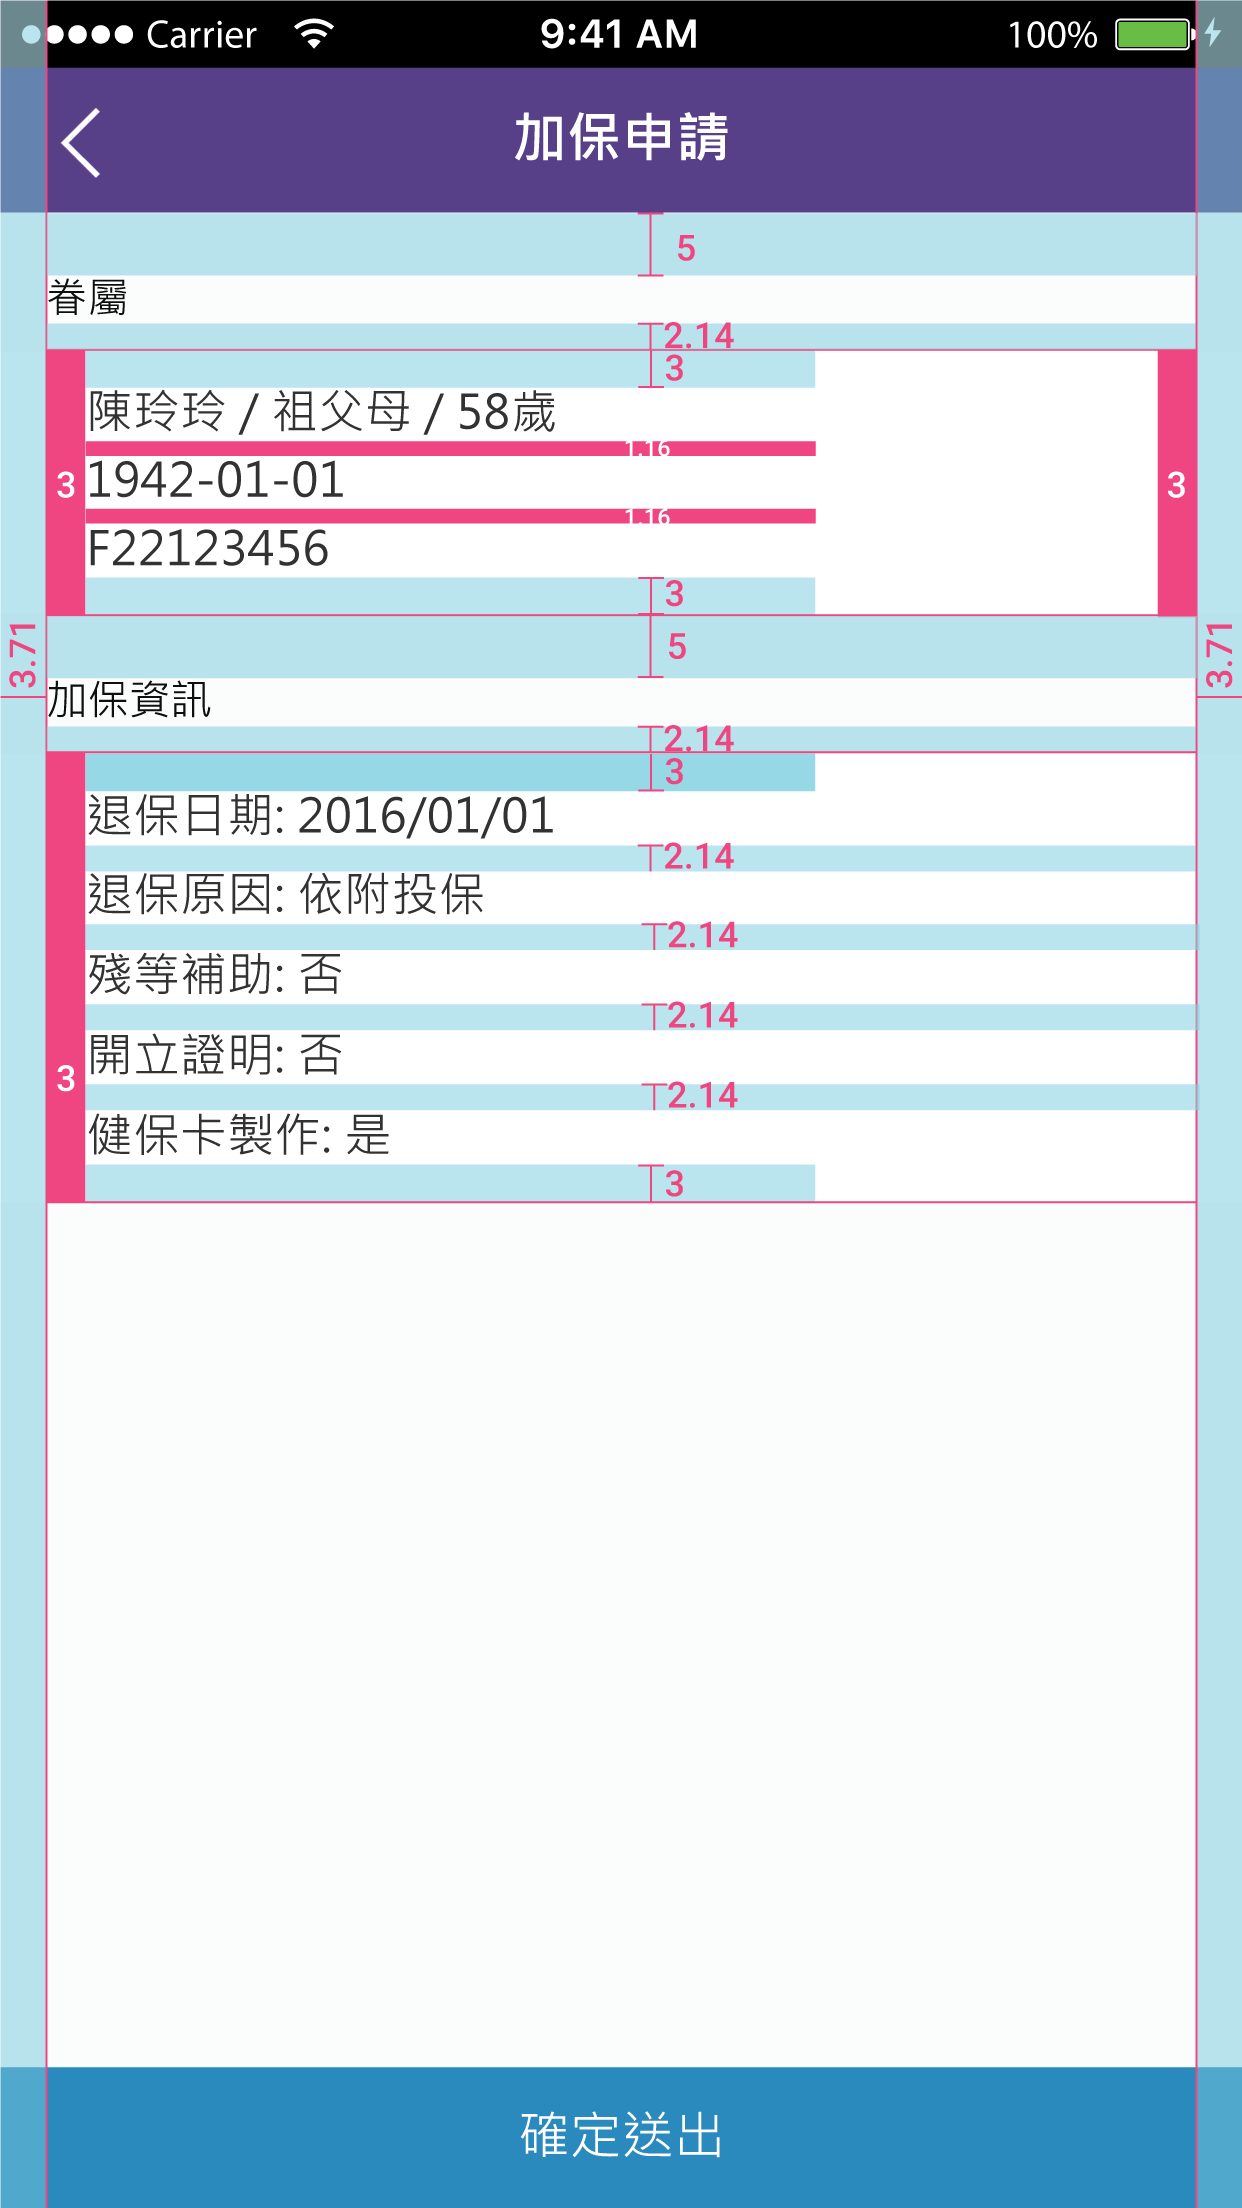 Carrier 9:41 AM 100%
加保申請
5
眷屬
2.14
3
陳玲玲 / 祖父母 / 58歲
1.16
3 1942-01-01 3
1.16
F22123456
3
3.71 5 3.71
加保資訊
2.14
3
退保日期: 2016/01/01
2.14
退保原因: 依附投保
2.14
殘等補助: 否
2.14
開立證明: 否
3
2.14
健保卡製作: 是
3
確定送出